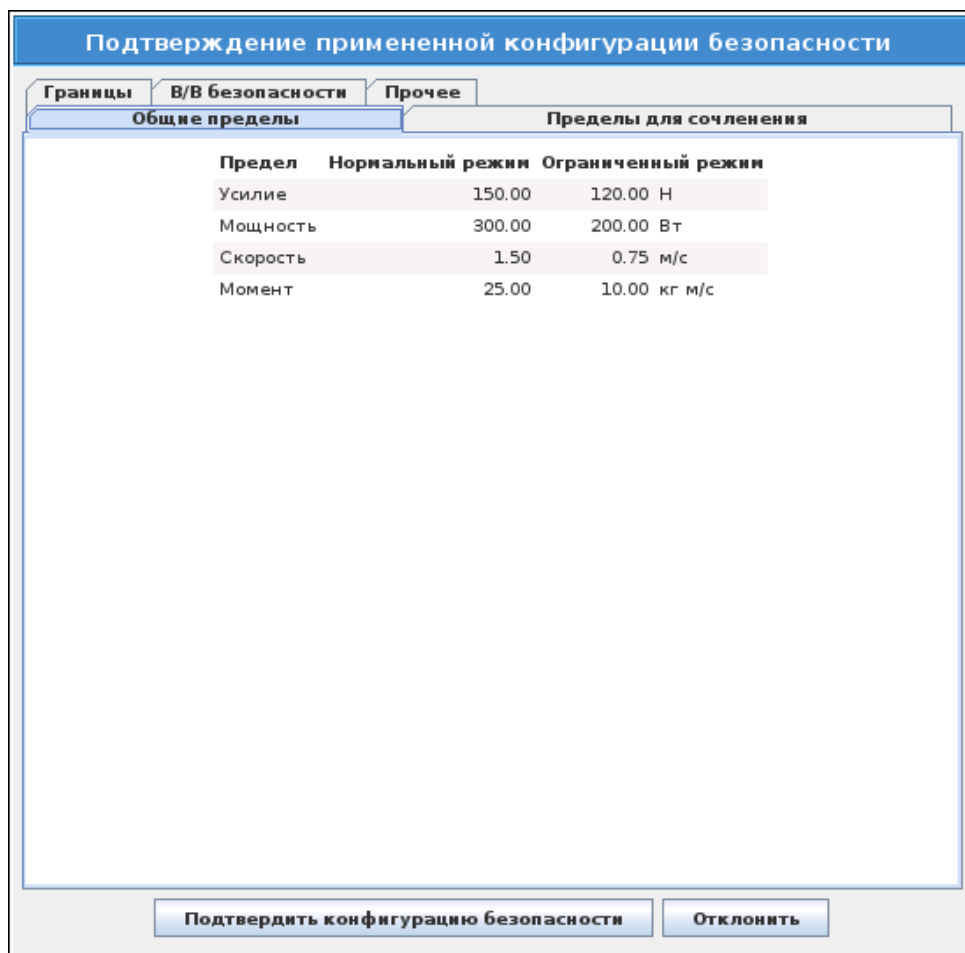 Подтверждение примененной конфигурации безопасности
Границы В/В безопасности Прочее
Общие пределы Пределы для сочленения
Предел Нормальный режим Ограниченный режим
Усилие 150.00 120.00 Н
Мощность 300.00 200.00 Вт
Скорость 1.50 0.75 м/с
Момент 25.00 10.00 кг м/с
Подтвердить конфигурацию безопасности Отклонить